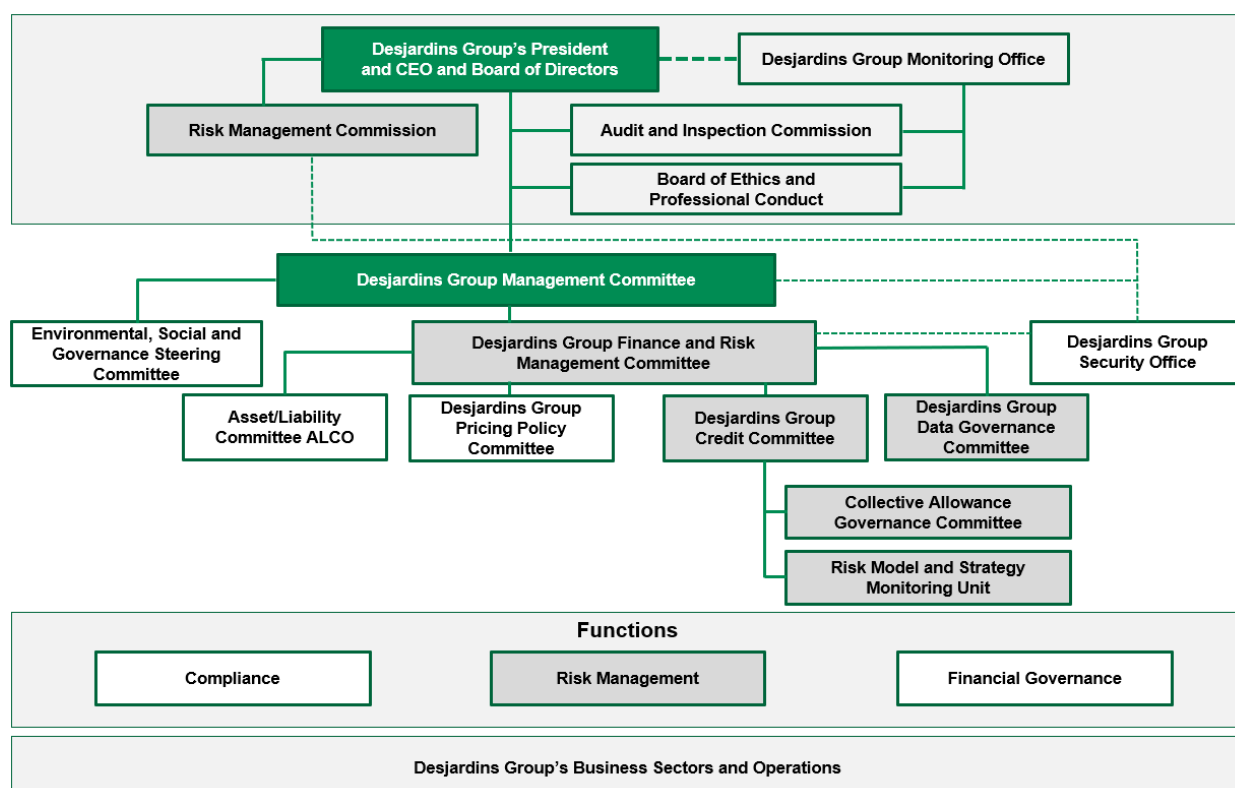 Desjardins Group's President
and CEO and Board of Directors
Desjardins Group Monitoring Office
Risk Management Commission
Audit and Inspection Commission
Board of Ethics and
Professional Conduct
Desjardins Group Management Committee
Environmental, Social and
Governance Steering
Committee
Desjardins Group Finance and Risk
Management Committee
Desjardins Group
Security Office
Asset/Liability
Committee ALCO
Desjardins Group
Pricing Policy
Committee
Desjardins Group
Credit Committee
Desjardins Group
Data Governance
Committee
Collective Allowance
Governance Committee
Risk Model and Strategy
Monitoring Unit
Functions
Compliance
Risk Management
Financial Governance
Desjardins Group's Business Sectors and Operations